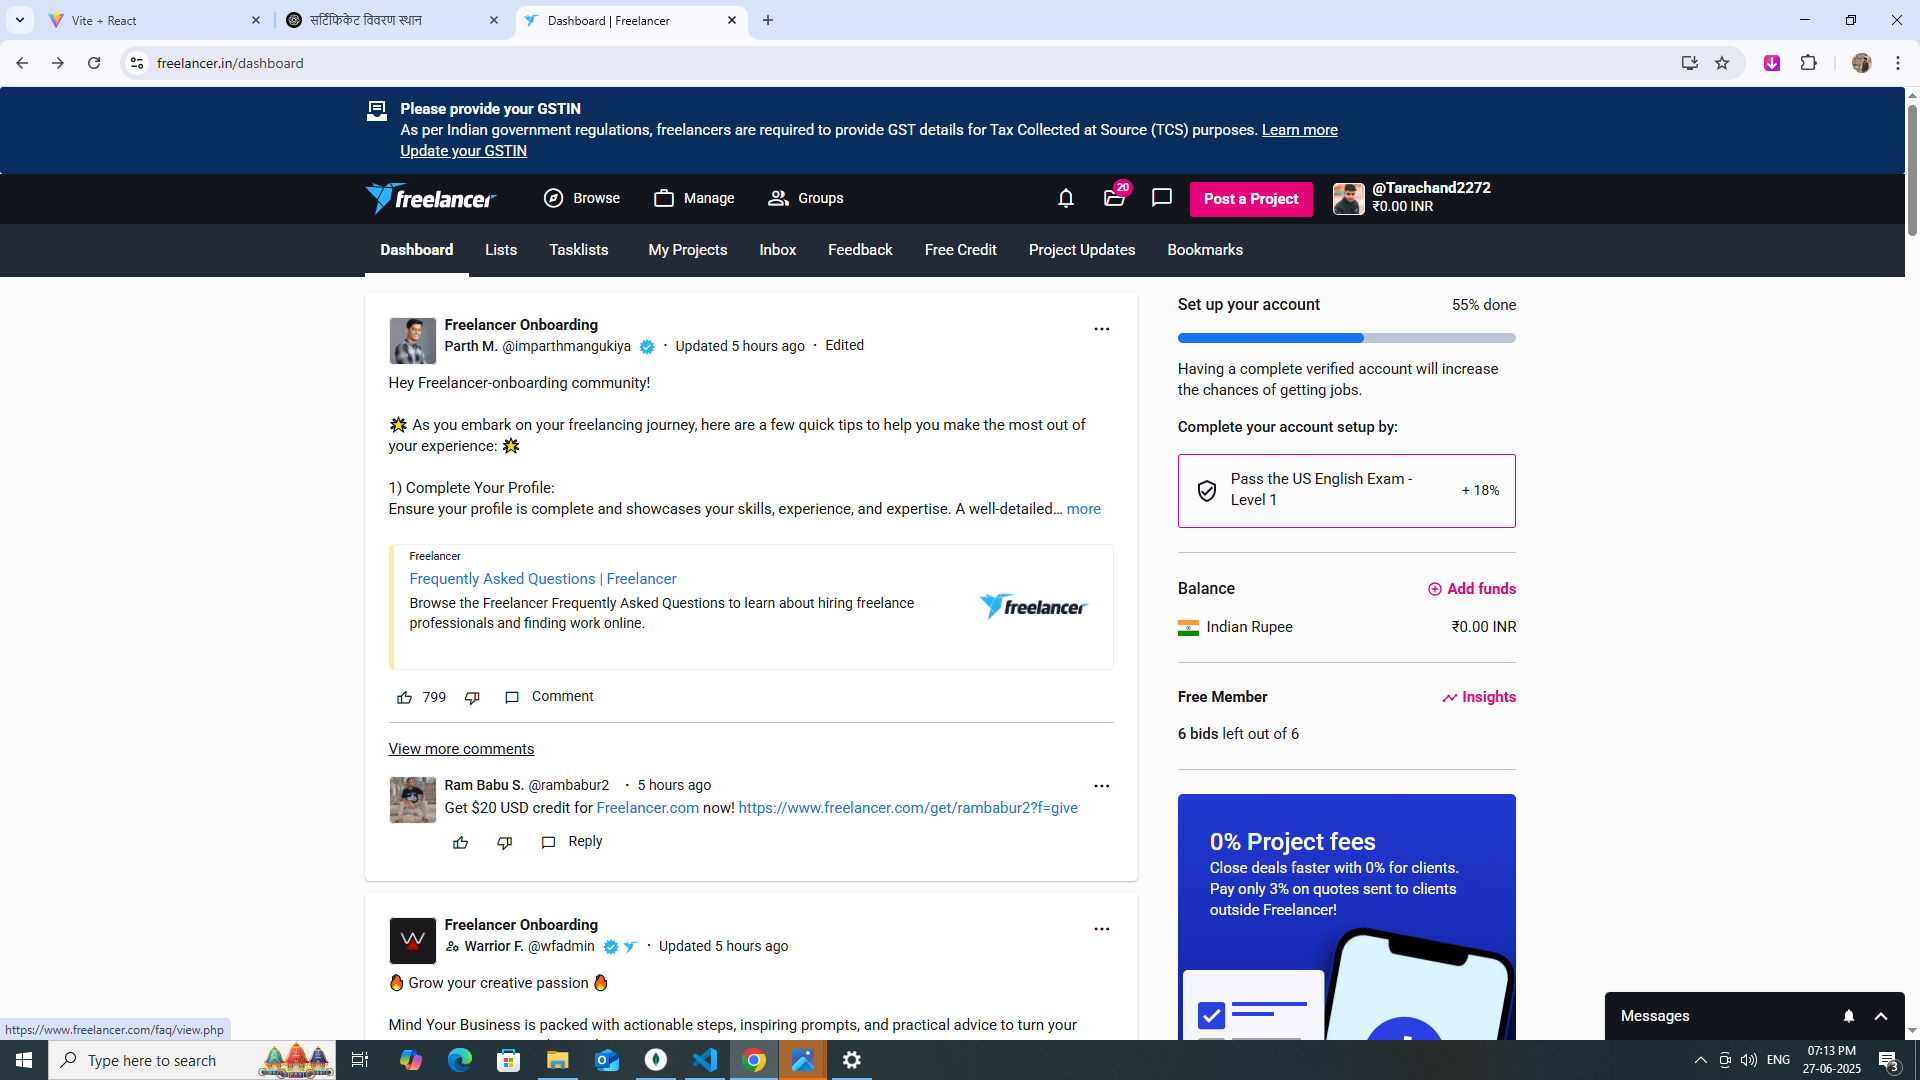 Vite + React
सर्टिफिकेट विवरण स्थान
Dashboard | Freelancer
freelancer.in/dashboard
Please provide your GSTIN
As per Indian government regulations, freelancers are required to provide GST details for Tax Collected at Source (TCS) purposes. Learn more
Update your GSTIN
freelancer
Browse
Manage
Groups
20
Post a Project
@Tarachand2272
₹0.00 INR
Dashboard
Lists
Tasklists
My Projects
Inbox
Feedback
Free Credit
Project Updates
Bookmarks
Freelancer Onboarding
Parth M. @imparthmangukiya · Updated 5 hours ago · Edited
Hey Freelancer-onboarding community!
🌟 As you embark on your freelancing journey, here are a few quick tips to help you make the most out of
your experience: 🌟
1) Complete Your Profile:
Ensure your profile is complete and showcases your skills, experience, and expertise. A well-detailed... more
Freelancer
Frequently Asked Questions | Freelancer
Browse the Freelancer Frequently Asked Questions to learn about hiring freelance
professionals and finding work online.
freelancer
799
Comment
View more comments
Ram Babu S. @rambabur2 · 5 hours ago
Get $20 USD credit for Freelancer.com now! https://www.freelancer.com/get/rambabur2?f=give
Reply
Freelancer Onboarding
Warrior F. @wfadmin · Updated 5 hours ago
🔥 Grow your creative passion 🔥
Mind Your Business is packed with actionable steps, inspiring prompts, and practical advice to turn your
Set up your account
55% done
Having a complete verified account will increase
the chances of getting jobs.
Complete your account setup by:
Pass the US English Exam -
Level 1
+ 18%
Balance
Add funds
Indian Rupee
₹0.00 INR
Free Member
Insights
6 bids left out of 6
0% Project fees
Close deals faster with 0% for clients.
Pay only 3% on quotes sent to clients
outside Freelancer!
Messages
https://www.freelancer.com/faq/view.php
Type here to search
ENG
07:13 PM
27-06-2025
3